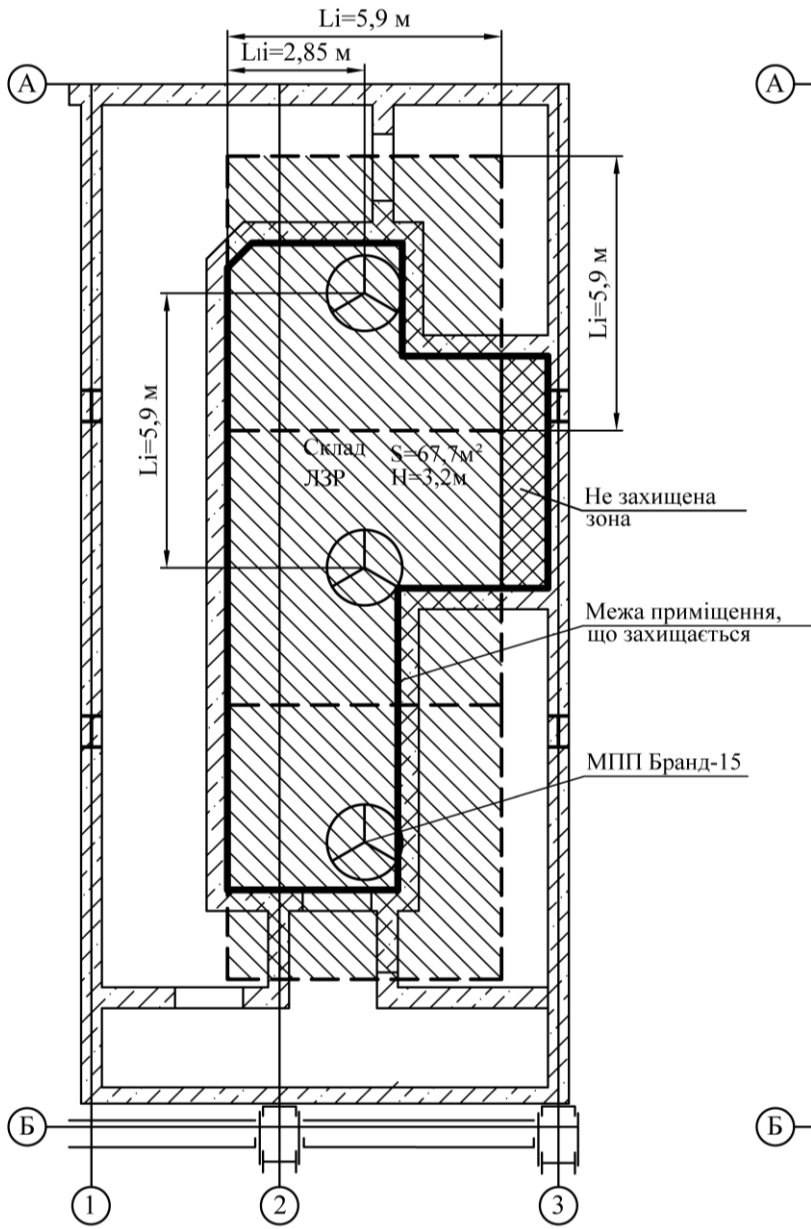 Li=5,9 м
Lii=2,85 м
А
А
Li=5,9 м
Li=5,9 м
Склад S=67,7м²
ЛЗР H=3,2м
Не захищена
зона
Межа приміщення,
що захищається
МПП Бранд-15
Б
Б
1
2
3